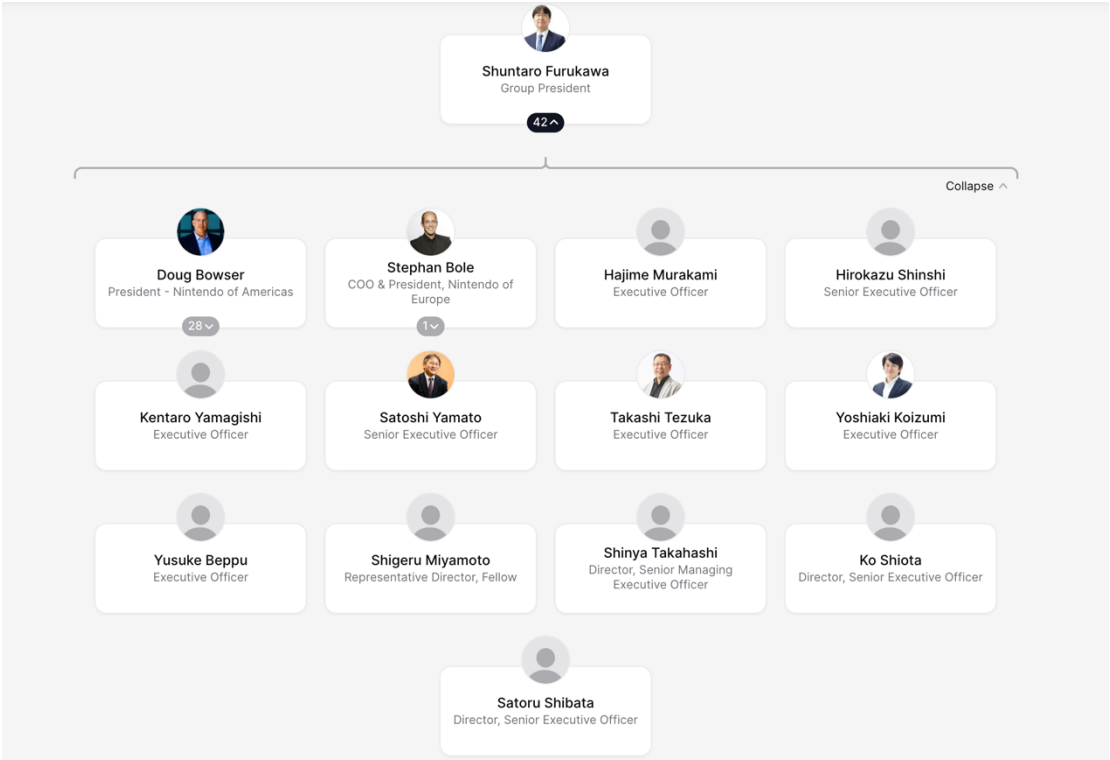 Shuntaro Furukawa
Group President
42
Collapse
Doug Bowser
President - Nintendo of Americas
28
Stephan Bole
COO & President, Nintendo of
Europe
1
Hajime Murakami
Executive Officer
Hirokazu Shinshi
Senior Executive Officer
Kentaro Yamagishi
Executive Officer
Satoshi Yamato
Senior Executive Officer
Takashi Tezuka
Executive Officer
Yoshiaki Koizumi
Executive Officer
Yusuke Beppu
Executive Officer
Shigeru Miyamoto
Representative Director, Fellow
Shinya Takahashi
Director, Senior Managing
Executive Officer
Ko Shiota
Director, Senior Executive Officer
Satoru Shibata
Director, Senior Executive Officer